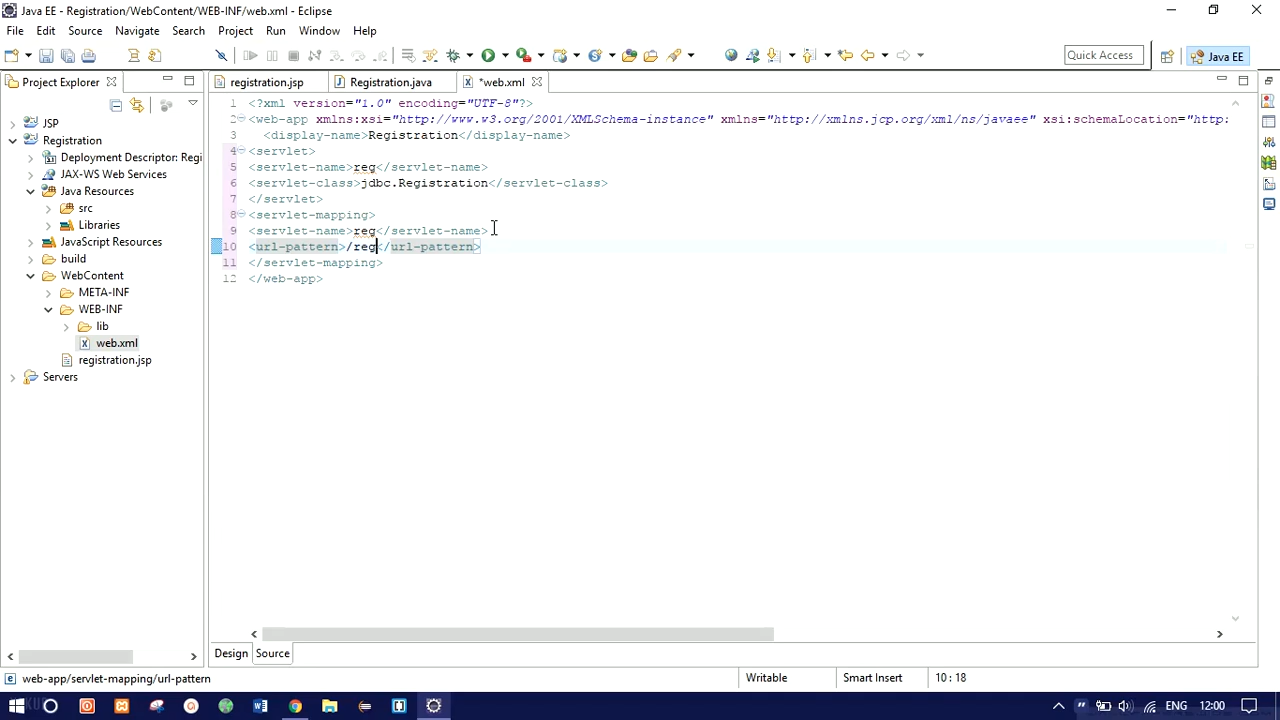 Java EE - Registration/WebContent/WEB-INF/web.xml - Eclipse
File Edit Source Navigate Search Project Run Window Help
Quick Access
Java EE
Project Explorer
registration.jsp
Registration.java
*web.xml
JSP
Registration
Deployment Descriptor: Regi
JAX-WS Web Services
Java Resources
src
Libraries
JavaScript Resources
build
WebContent
META-INF
WEB-INF
lib
web.xml
registration.jsp
Servers
1 <?xml version="1.0" encoding="UTF-8"?>
2 <web-app xmlns:xsi="http://www.w3.org/2001/XMLSchema-instance" xmlns="http://xmlns.jcp.org/xml/ns/javaee" xsi:schemaLocation="http:
3 <display-name>Registration</display-name>
4 <servlet>
5 <servlet-name>reg</servlet-name>
6 <servlet-class>jdbc.Registration</servlet-class>
7 </servlet>
8 <servlet-mapping>
9 <servlet-name>reg</servlet-name>
10 <url-pattern>/reg</url-pattern>
11 </servlet-mapping>
12 </web-app>
Design Source
web-app/servlet-mapping/url-pattern
Writable
Smart Insert
10 : 18
ENG
12:00